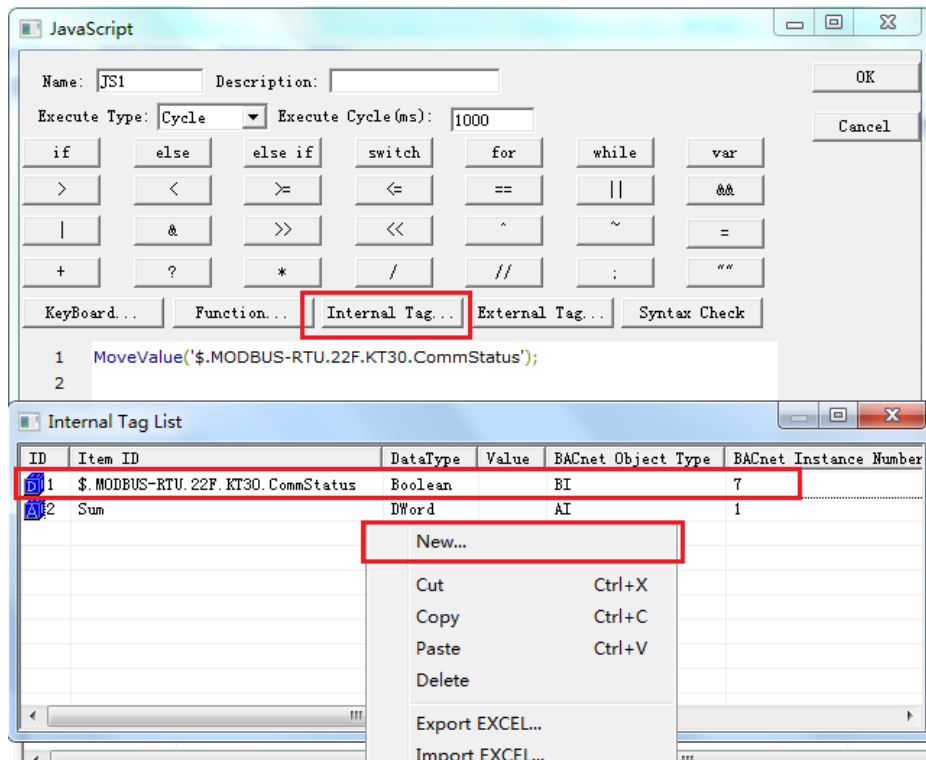 JavaScript
Name: JS1 Description:
OK
Execute Type: Cycle Execute Cycle(ms): 1000
Cancel
if else else if switch for while var
> < >= <= == || &&
| & >> << ^ ~ =
+ ? * / // ; ""
KeyBoard... Function... Internal Tag... External Tag... Syntax Check
1 MoveValue('$.MODBUS-RTU.22F.KT30.CommStatus');
2
Internal Tag List
ID Item ID DataType Value BACnet Object Type BACnet Instance Number
D 1 $.MODBUS-RTU.22F.KT30.CommStatus Boolean BI 7
A 2 Sum DWord AI 1
New...
Cut Ctrl+X
Copy Ctrl+C
Paste Ctrl+V
Delete
Export EXCEL...
Import EXCEL...